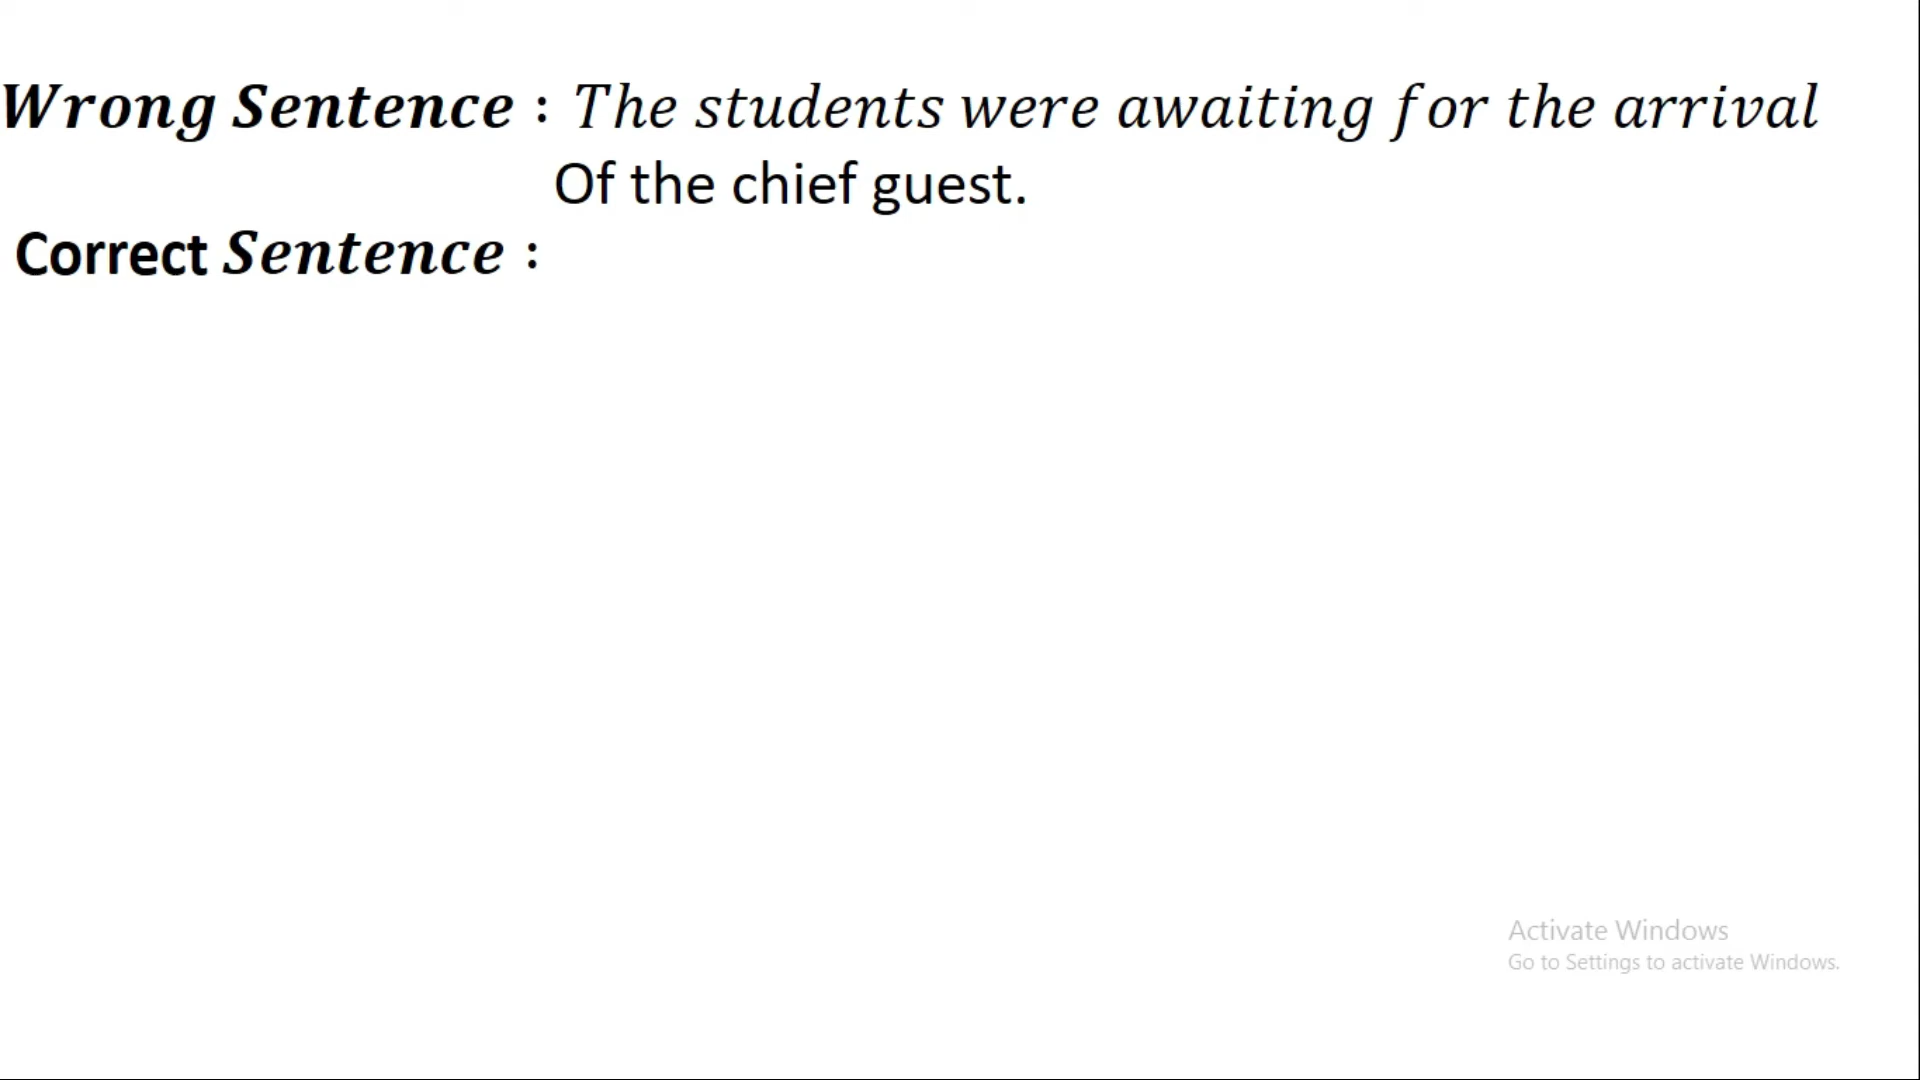 Wrong Sentence : The students were awaiting for the arrival
Of the chief guest.
Correct Sentence :
Activate Windows
Go to Settings to activate Windows.